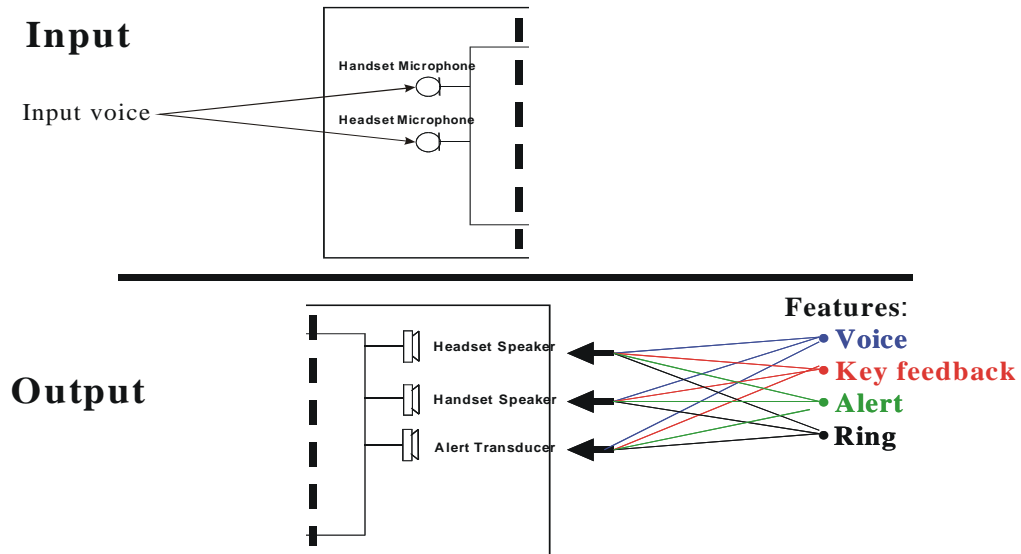 Input
Handset Microphone
Input voice
Headset Microphone
Features:
Voice
Headset Speaker
Key feedback
Output
Handset Speaker
Alert
Ring
Alert Transducer